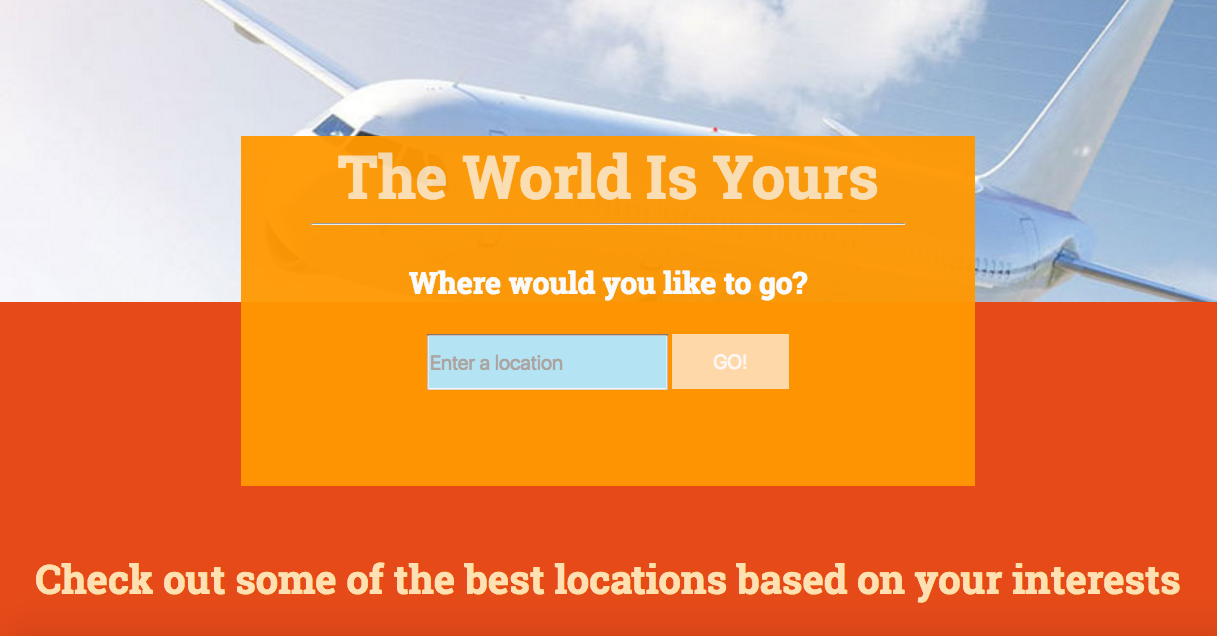 The World Is Yours
Where would you like to go?
Enter a location
GO!
Check out some of the best locations based on your interests